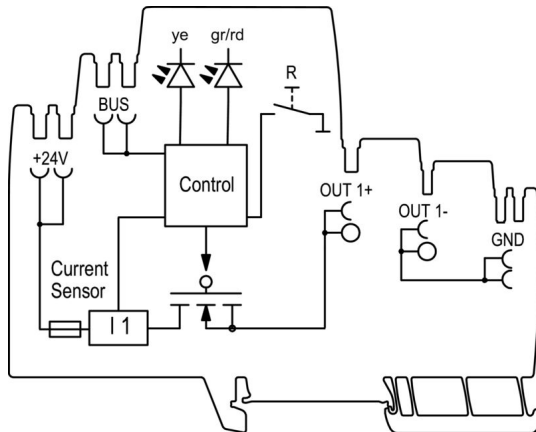 ye gr/rd
R
BUS
+24V
Control
OUT 1+
OUT 1-
GND
Current
Sensor
I 1